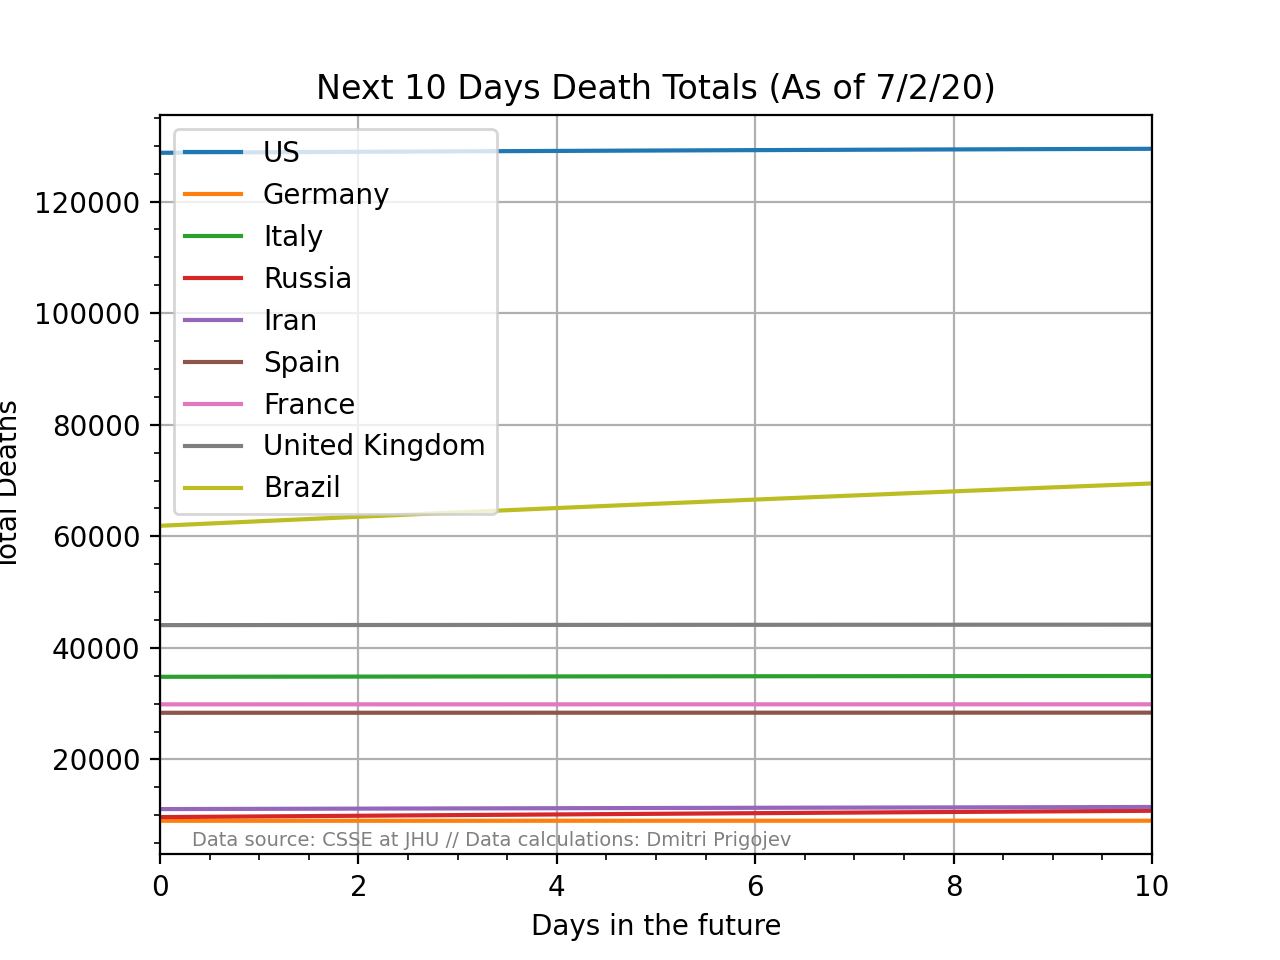 Next 10 Days Death Totals (As of 7/2/20)
US
Germany
Italy
Russia
Iran
Spain
France
United Kingdom
Brazil
120000
100000
80000
60000
40000
20000
Total Deaths
Data source: CSSE at JHU // Data calculations: Dmitri Prigojev
0 2 4 6 8 10
Days in the future